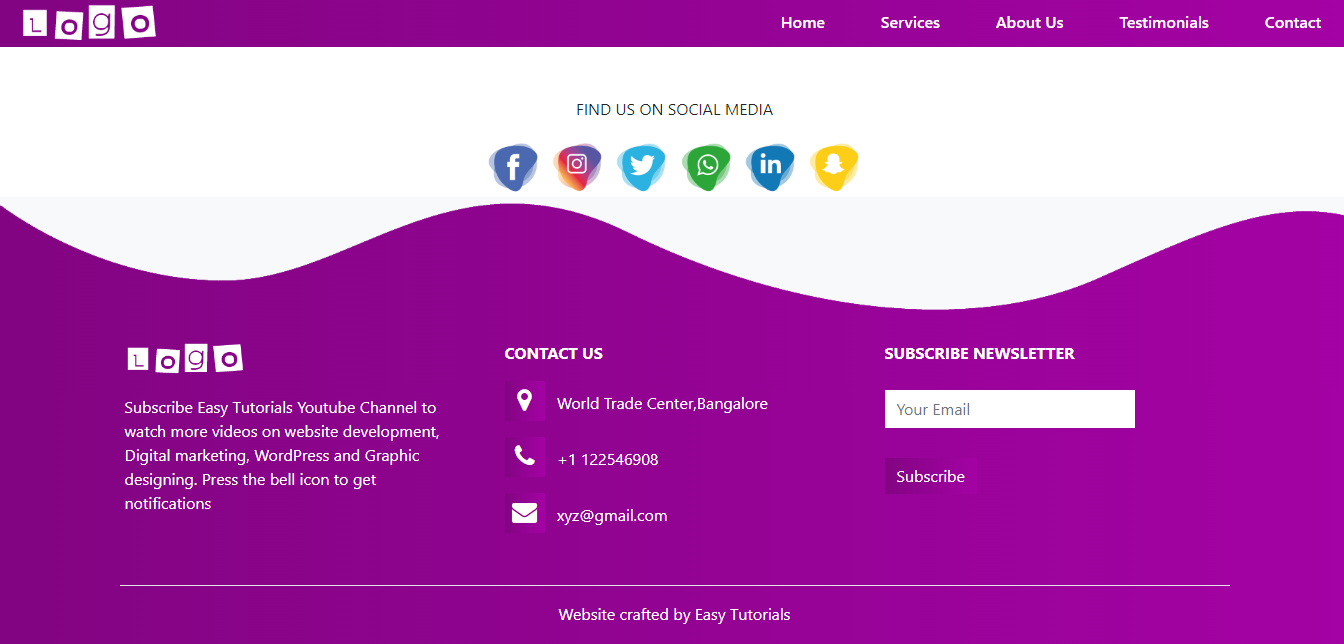 Logo
Home Services About Us Testimonials Contact
FIND US ON SOCIAL MEDIA
f in
Logo
Subscribe Easy Tutorials Youtube Channel to
watch more videos on website development,
Digital marketing, WordPress and Graphic
designing. Press the bell icon to get
notifications
CONTACT US
World Trade Center,Bangalore
+1 122546908
xyz@gmail.com
SUBSCRIBE NEWSLETTER
Your Email
Subscribe
Website crafted by Easy Tutorials